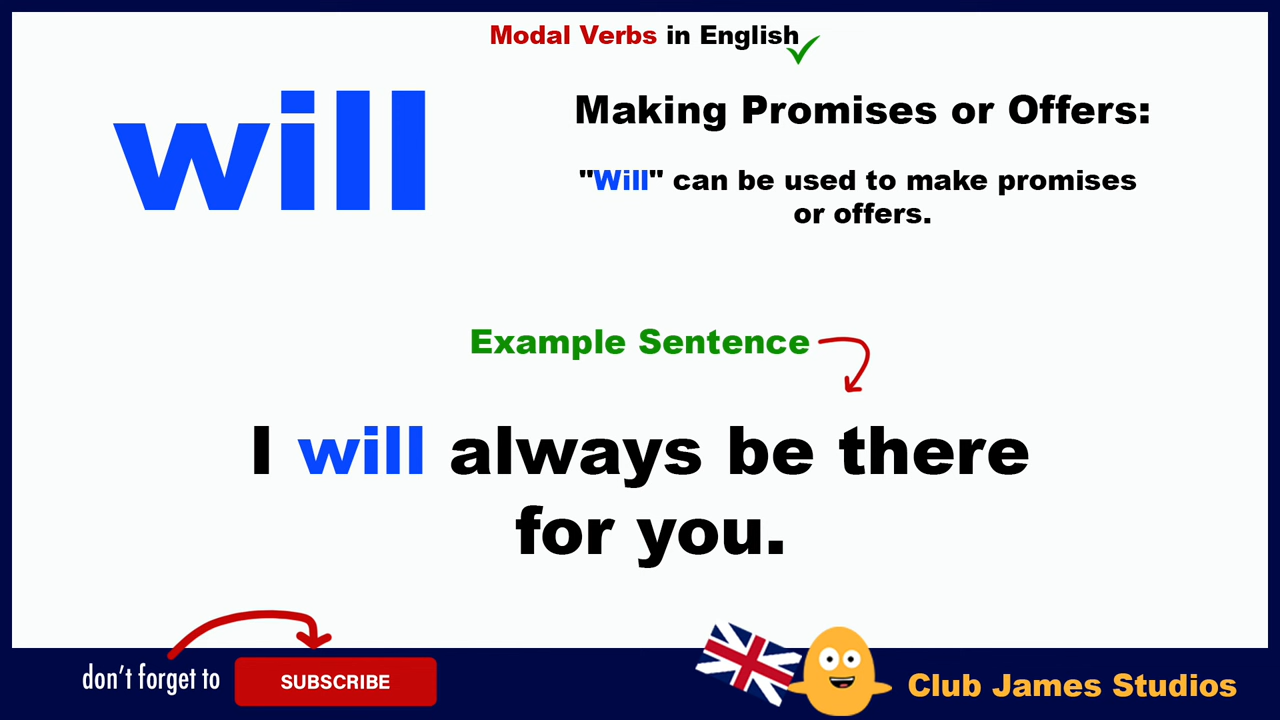 Modal Verbs in English
will
Making Promises or Offers:
"Will" can be used to make promises
or offers.
Example Sentence
I will always be there
for you.
don't forget to
SUBSCRIBE
Club James Studios